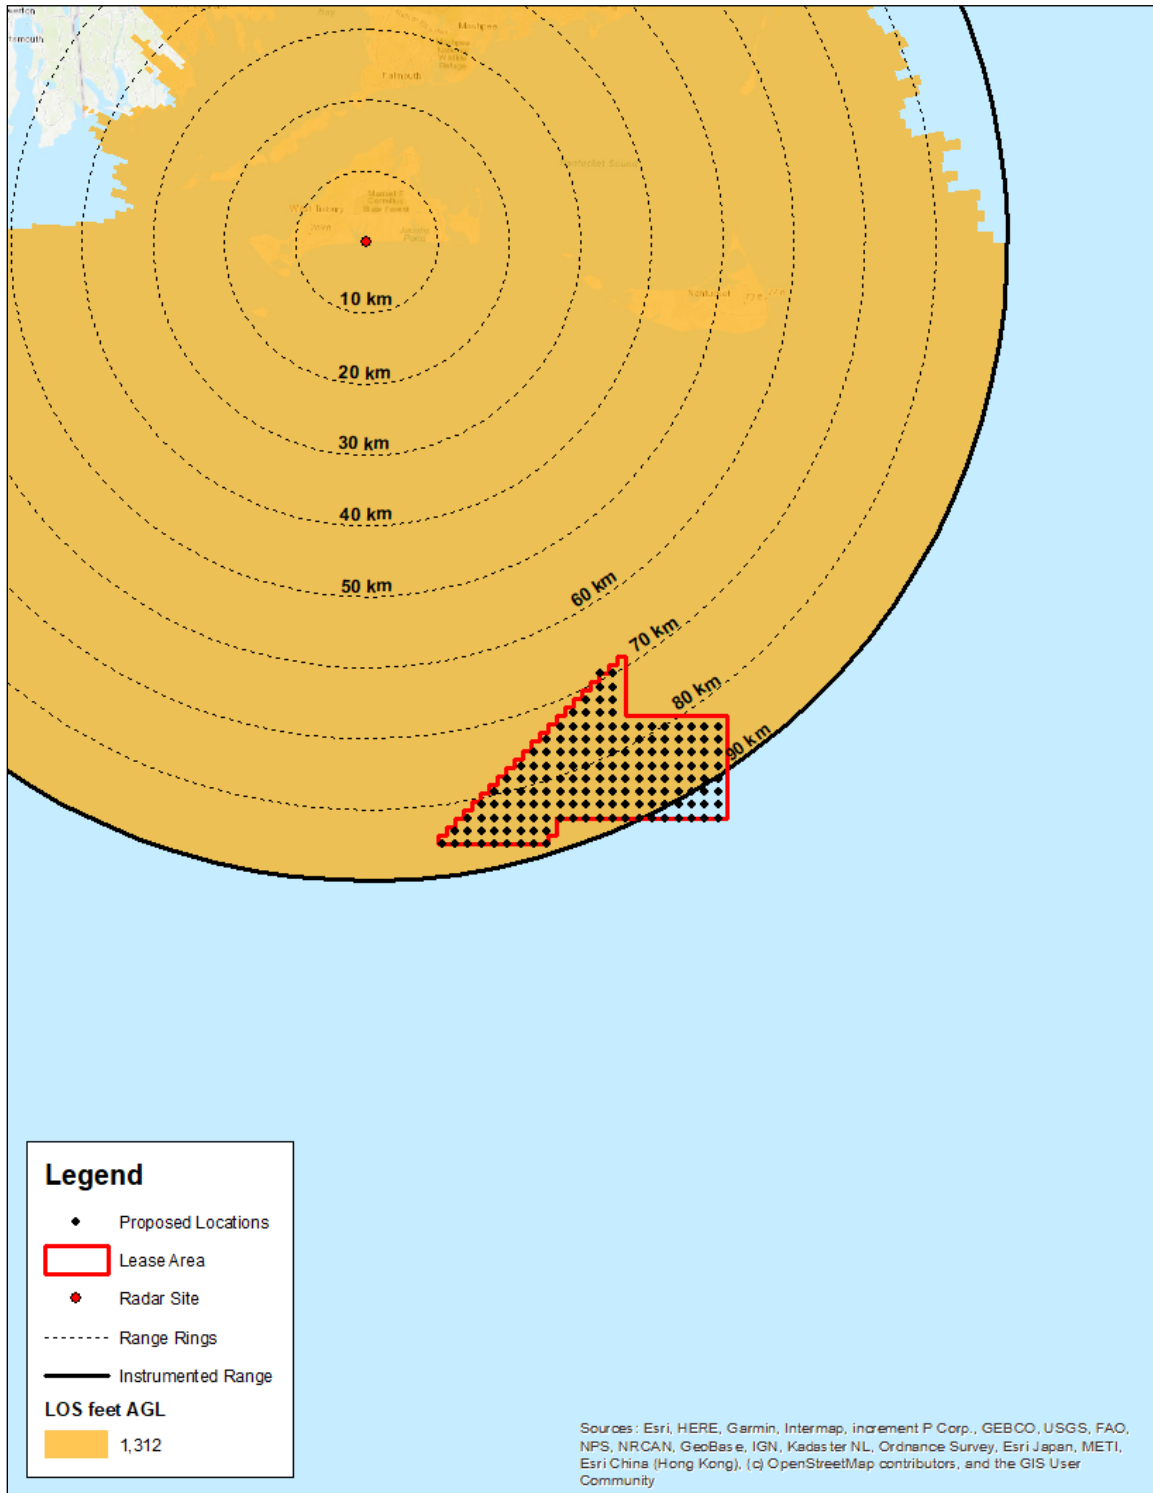 Mashpee
Falmouth
Nantucket Sound
Nantucket
10 km
20 km
30 km
40 km
50 km
60 km
70 km
80 km
90 km
Legend
Proposed Locations
Lease Area
Radar Site
Range Rings
Instrumented Range
LOS feet AGL
1,312
Sources: Esri, HERE, Garmin, Intermap, increment P Corp., GEBCO, USGS, FAO,
NPS, NRCAN, GeoBase, IGN, Kadaster NL, Ordnance Survey, Esri Japan, METI,
Esri China (Hong Kong), (c) OpenStreetMap contributors, and the GIS User
Community